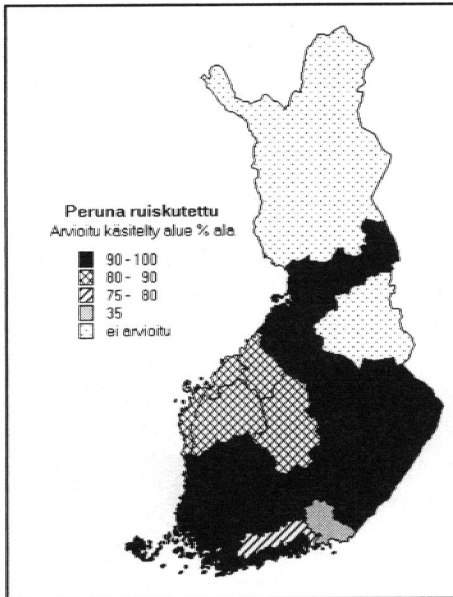 Peruna ruiskutettu
Arvioitu käsitelty alue % ala
90 - 100
80 - 90
75 - 80
35
ei arvioitu